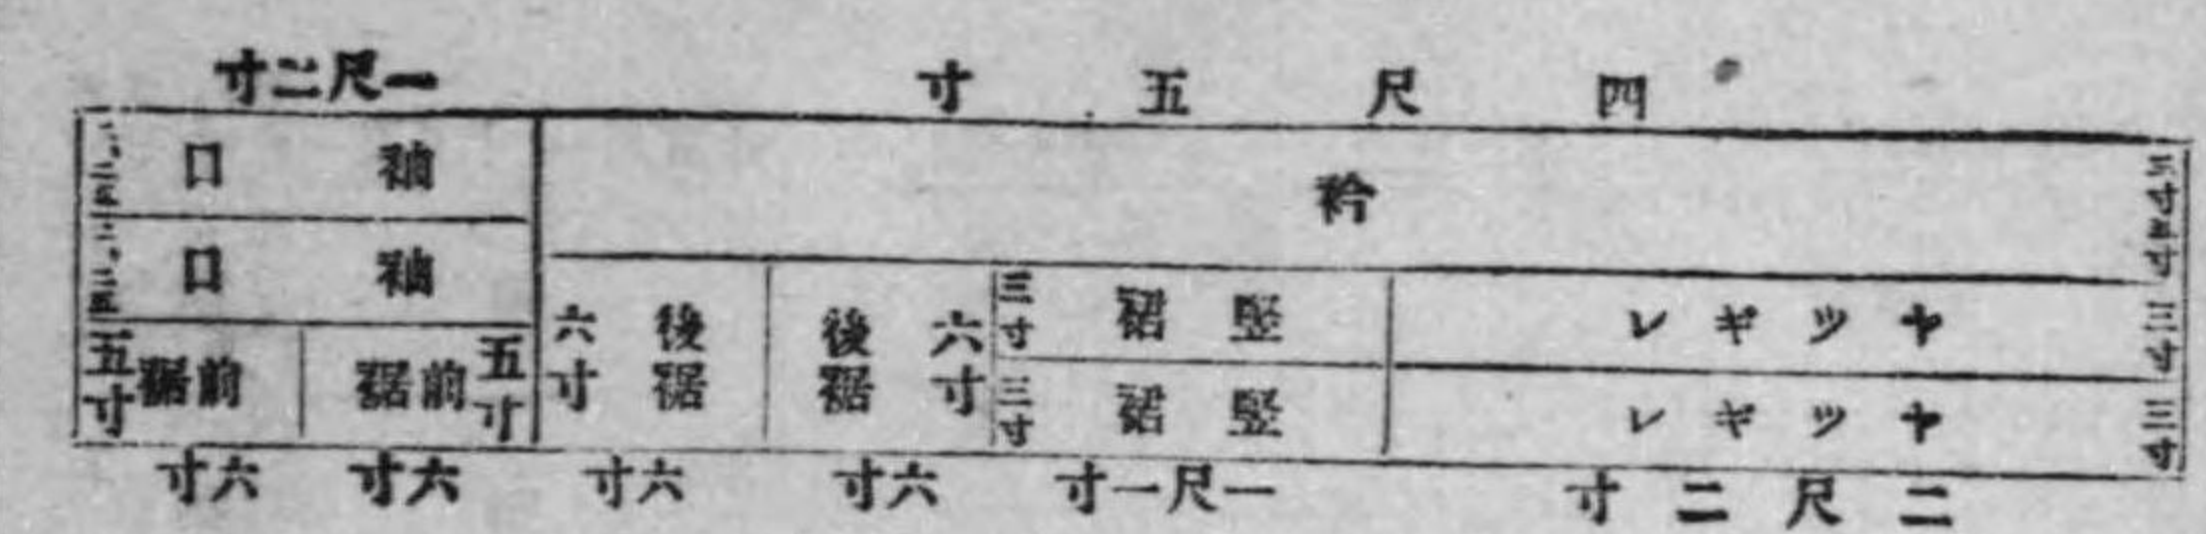 四尺五寸
一尺二寸
衿
三寸
ヤツギレ
三寸
ヤツギレ
竪裙
三寸
竪裙
三寸
六寸
後裾
後裾
六寸
袖口
袖口
五寸
前裾
前裾
五寸
二尺二寸
一尺一寸
六寸
六寸
六寸
六寸